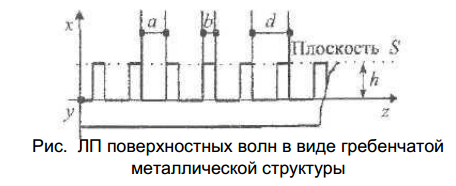 x
a
b
d
Плоскость S
h
y
z
Рис. ЛП поверхностных волн в виде гребенчатой
металлической структуры